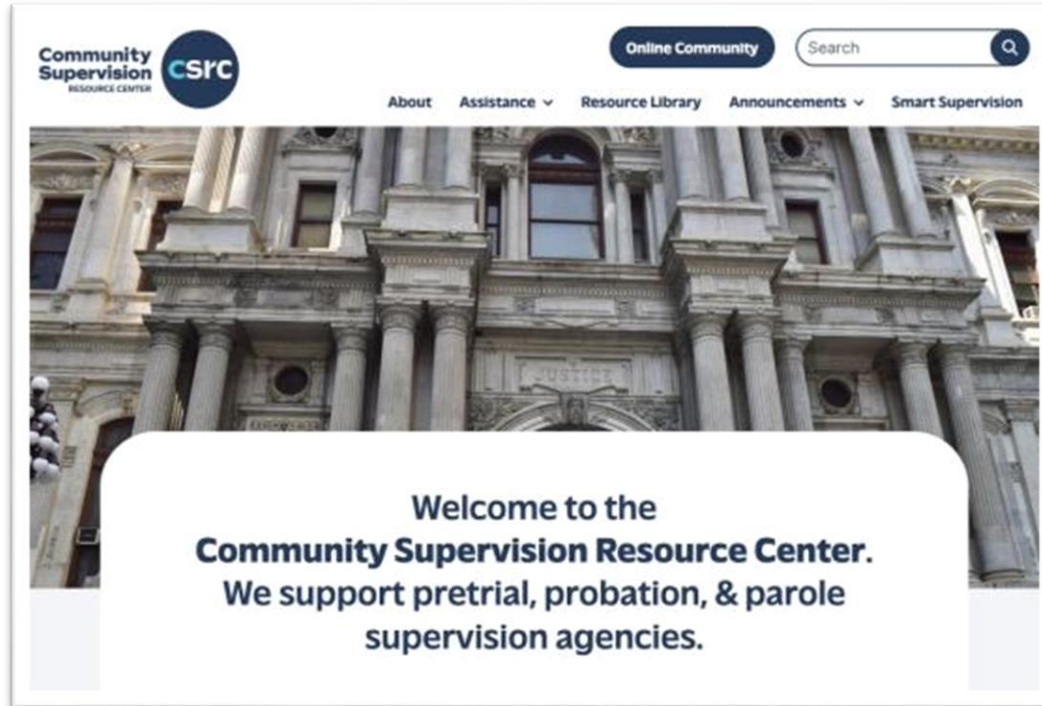 Community
Supervision
RESOURCE CENTER
csrc
Online Community
Search
About Assistance Resource Library Announcements Smart Supervision
JUSTICE
Welcome to the
Community Supervision Resource Center.
We support pretrial, probation, & parole
supervision agencies.